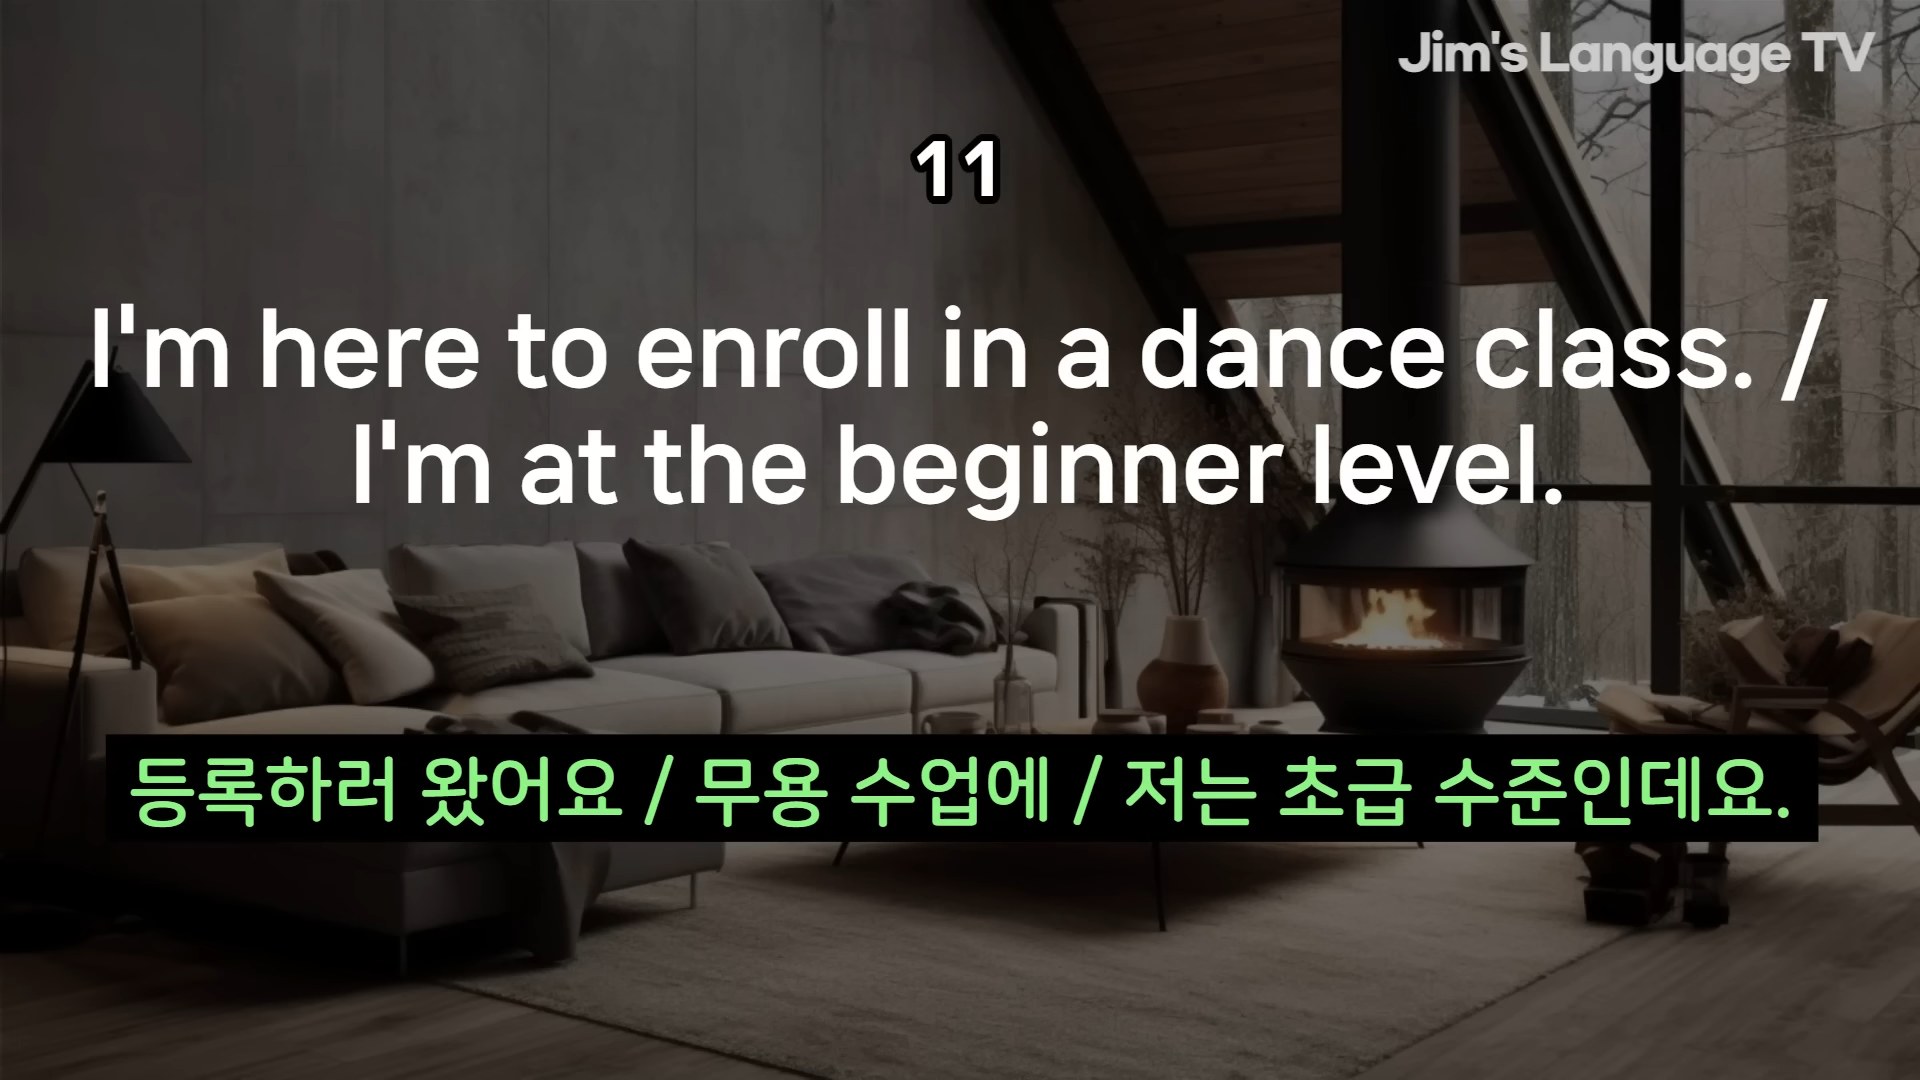 Jim's Language TV
11
I'm here to enroll in a dance class. /
I'm at the beginner level.
등록하러 왔어요 / 무용 수업에 / 저는 초급 수준인데요.